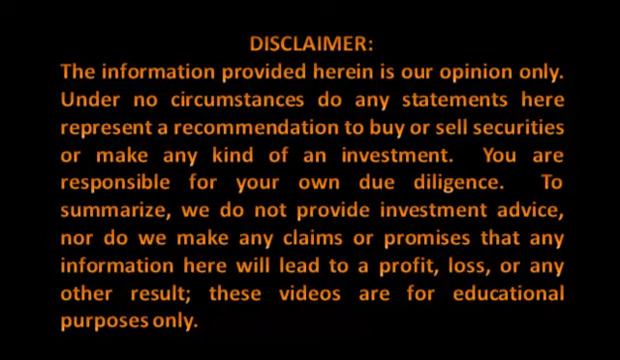 DISCLAIMER:
The information provided herein is our opinion only.
Under no circumstances do any statements here
represent a recommendation to buy or sell securities
or make any kind of an investment. You are
responsible for your own due diligence. To
summarize, we do not provide investment advice,
nor do we make any claims or promises that any
information here will lead to a profit, loss, or any
other result; these videos are for educational
purposes only.